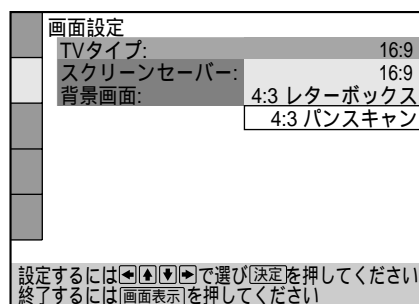 画面設定
TVタイプ: 16:9
スクリーンセーバー: 16:9
背景画面: 4:3 レターボックス
4:3 パンスキャン
設定するには←↑↓→で選び決定を押してください
終了するには画面表示を押してください